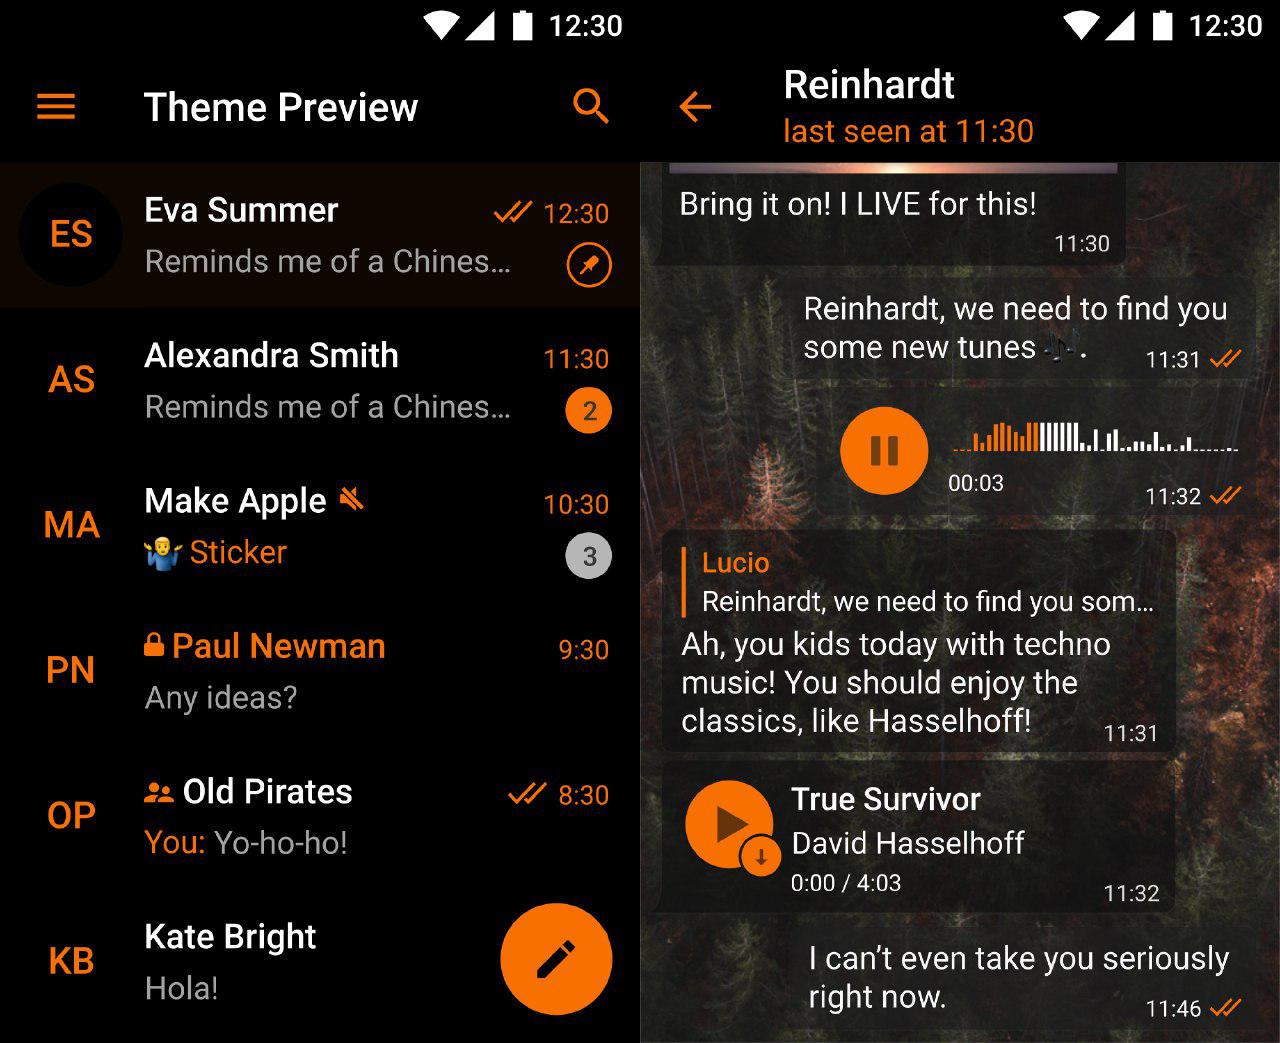 12:30
Theme Preview
ES
Eva Summer
12:30
Reminds me of a Chines...
AS
Alexandra Smith
11:30
Reminds me of a Chines...
2
MA
Make Apple
10:30
Sticker
3
PN
Paul Newman
9:30
Any ideas?
OP
Old Pirates
8:30
You: Yo-ho-ho!
KB
Kate Bright
Hola!
12:30
Reinhardt
last seen at 11:30
Bring it on! I LIVE for this!
11:30
Reinhardt, we need to find you
some new tunes 🎶.
11:31
00:03
11:32
Lucio
Reinhardt, we need to find you som...
Ah, you kids today with techno
music! You should enjoy the
classics, like Hasselhoff!
11:31
True Survivor
David Hasselhoff
0:00 / 4:03
11:32
I can’t even take you seriously
right now.
11:46